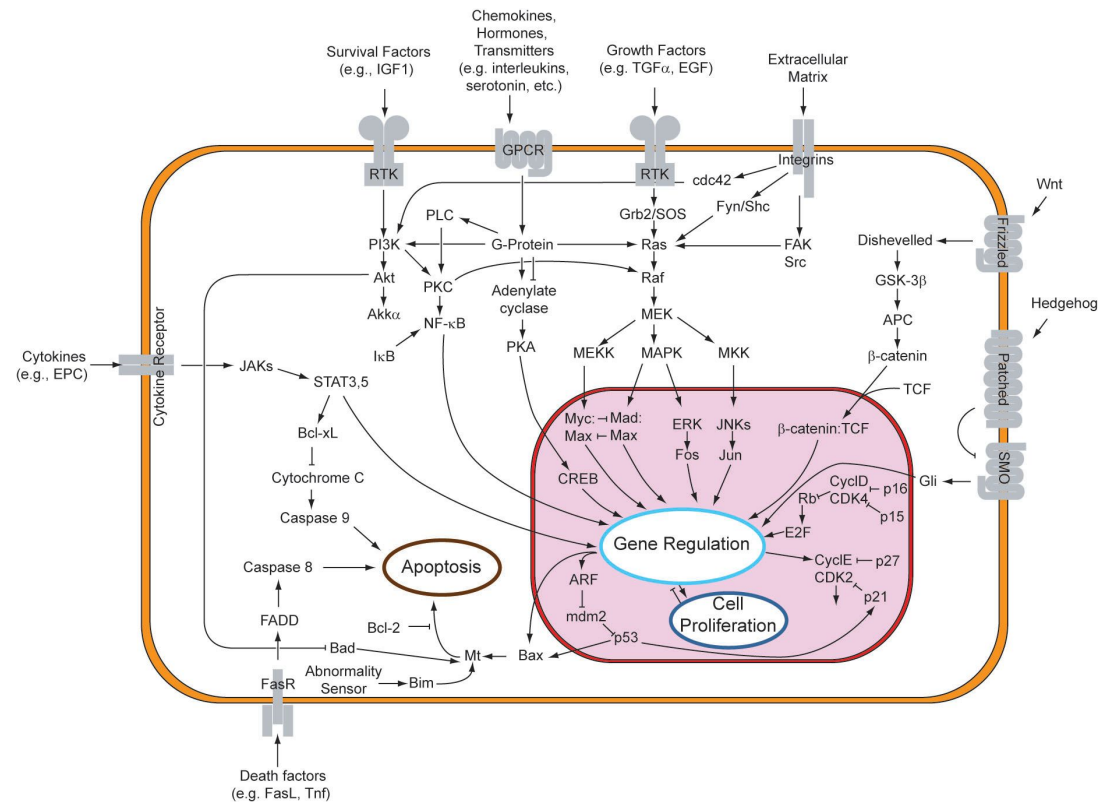 Chemokines,
Hormones,
Transmitters
(e.g. interleukins,
serotonin, etc.)
Survival Factors
(e.g., IGF1)
Growth Factors
(e.g. TGFα, EGF)
Extracellular
Matrix
RTK
GPCR
RTK
Integrins
cdc42
Fyn/Shc
Wnt
Frizzled
PLC
Grb2/SOS
PI3K
G-Protein
Ras
FAK
Src
Dishevelled
GSK-3β
Akt
PKC
Adenylate
cyclase
Raf
APC
Hedgehog
Akkα
NF-κB
MEK
IκB
PKA
MEKK
MAPK
MKK
β-catenin
Patched
Cytokines
(e.g., EPC)
Cytokine Receptor
JAKs
STAT3,5
TCF
Bcl-xL
Myc:
Mad:
Max
Max
ERK
JNKs
β-catenin:TCF
Fos
Jun
SMO
Cytochrome C
CREB
Gli
CyclD
p16
Rb
CDK4
p15
Caspase 9
E2F
Gene Regulation
Caspase 8
Apoptosis
CyclE
p27
CDK2
ARF
p21
FADD
mdm2
Cell
Proliferation
Bcl-2
p53
Bad
Mt
Bax
FasR
Abnormality
Sensor
Bim
Death factors
(e.g. FasL, Tnf)